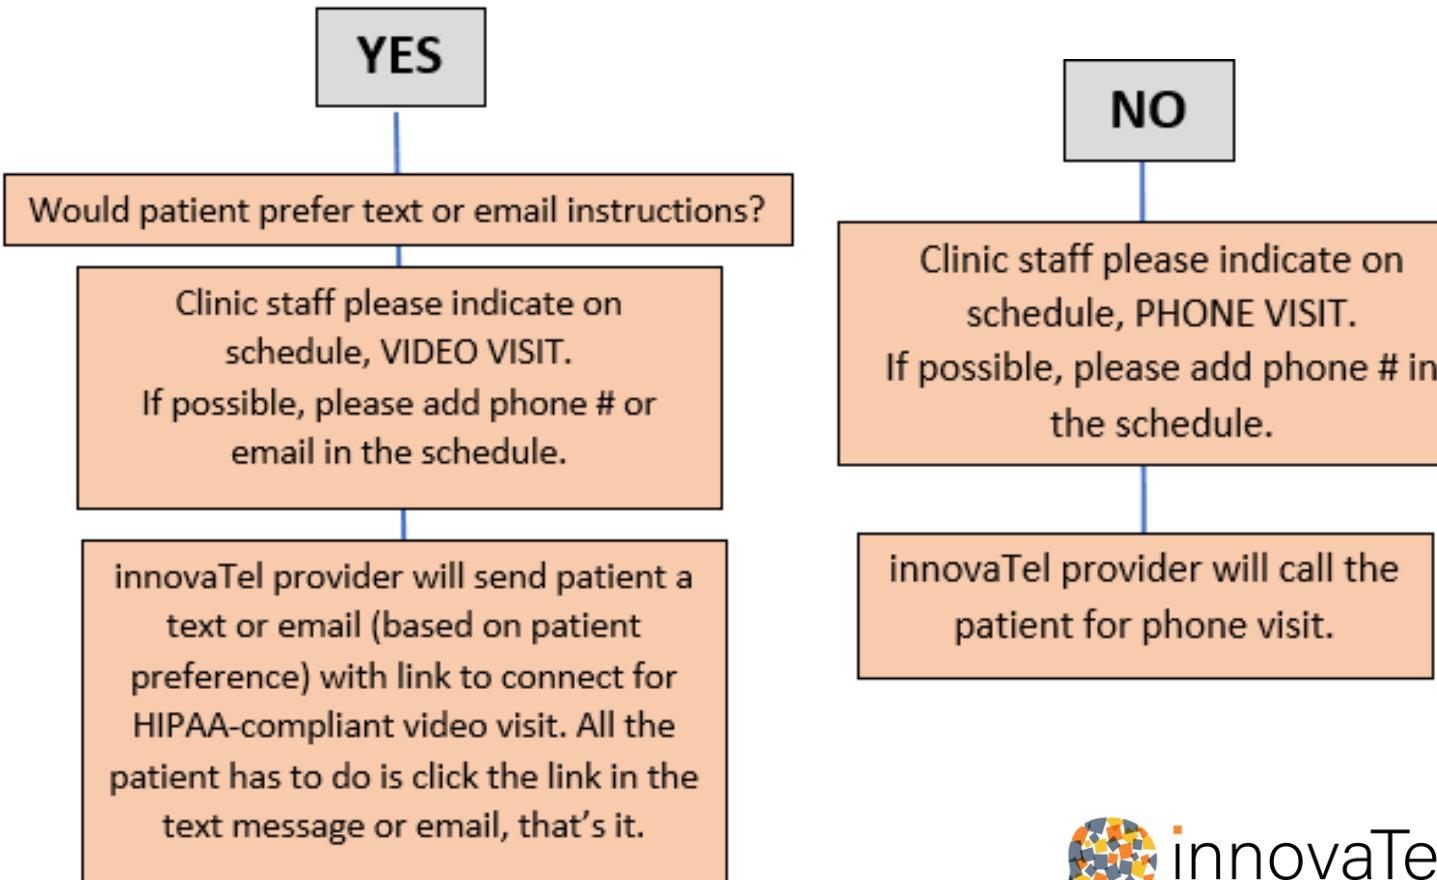 YES
Would patient prefer text or email instructions?
Clinic staff please indicate on
schedule, VIDEO VISIT.
If possible, please add phone # or
email in the schedule.
innovaTel provider will send patient a
text or email (based on patient
preference) with link to connect for
HIPAA-compliant video visit. All the
patient has to do is click the link in the
text message or email, that's it.
NO
Clinic staff please indicate on
schedule, PHONE VISIT.
If possible, please add phone # in
the schedule.
innovaTel provider will call the
patient for phone visit.
innovaTe